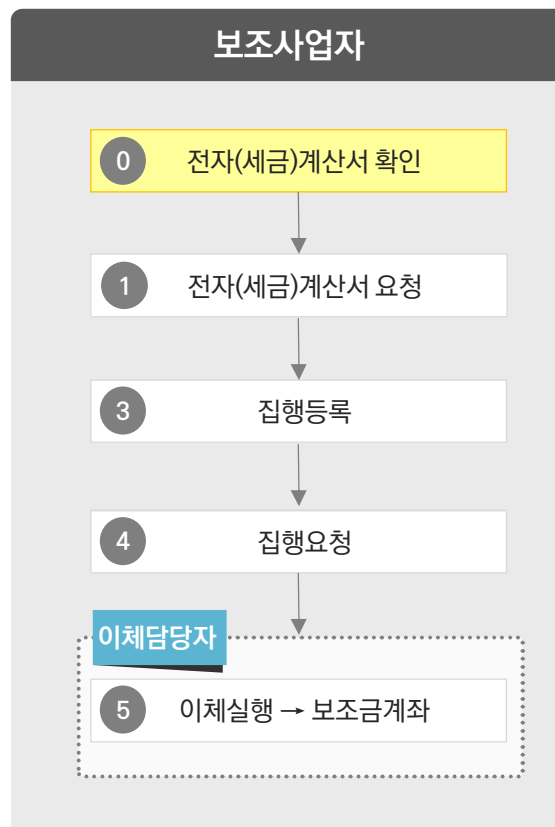 보조사업자
0 전자(세금)계산서 확인
1 전자(세금)계산서 요청
3 집행등록
4 집행요청
이체담당자
5 이체실행 → 보조금계좌